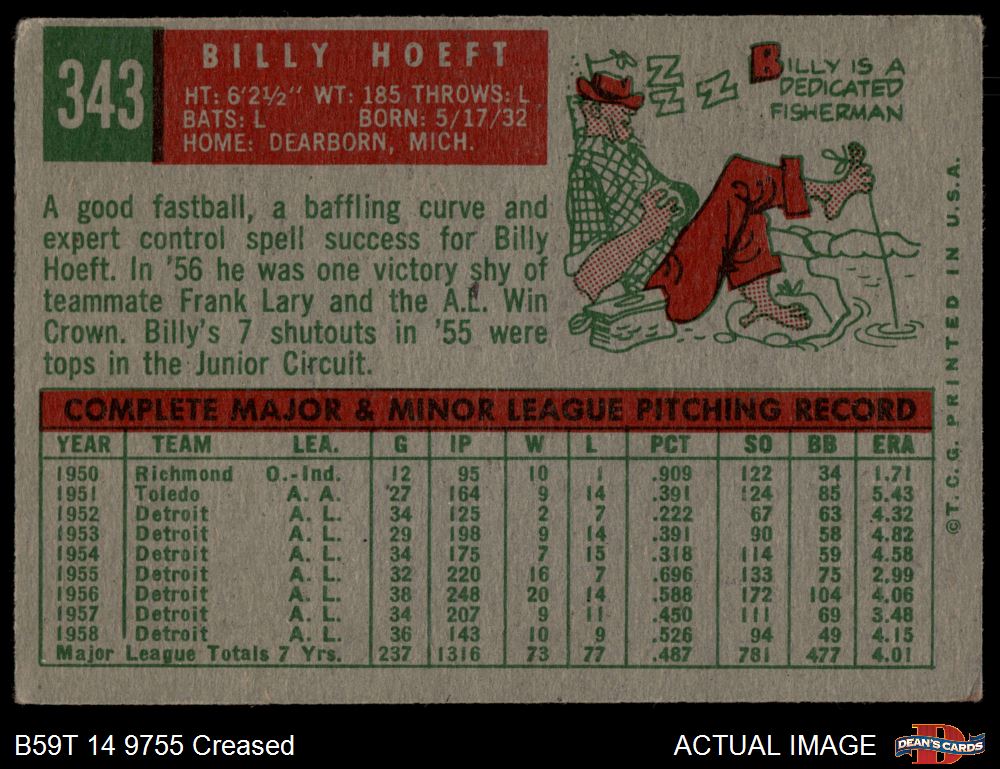 343
BILLY HOEFT
HT: 6'2½" WT: 185 THROWS: L
BATS: L BORN: 5/17/32
HOME: DEARBORN, MICH.
Z Z Z Z
BILLY IS A
DEDICATED
FISHERMAN
A good fastball, a baffling curve and
expert control spell success for Billy
Hoeft. In '56 he was one victory shy of
teammate Frank Lary and the A.L. Win
Crown. Billy's 7 shutouts in '55 were
tops in the Junior Circuit.
COMPLETE MAJOR & MINOR LEAGUE PITCHING RECORD
YEAR TEAM LEA. G IP W L PCT SO BB ERA
1950 Richmond O.-Ind. 12 95 10 1 .909 122 34 1.71
1951 Toledo A. A. 27 164 9 14 .391 124 85 5.43
1952 Detroit A. L. 34 125 2 7 .222 67 63 4.32
1953 Detroit A. L. 29 198 9 14 .391 90 58 4.82
1954 Detroit A. L. 34 175 7 15 .318 114 59 4.58
1955 Detroit A. L. 32 220 16 7 .696 133 75 2.99
1956 Detroit A. L. 38 248 20 14 .588 172 104 4.06
1957 Detroit A. L. 34 207 9 11 .450 111 69 3.48
1958 Detroit A. L. 36 143 10 9 .526 94 49 4.15
Major League Totals 7 Yrs. 237 1316 73 77 .487 781 477 4.01
©T.C.G. PRINTED IN U.S.A.
B59T 14 9755 Creased
ACTUAL IMAGE
DEAN'S CARDS